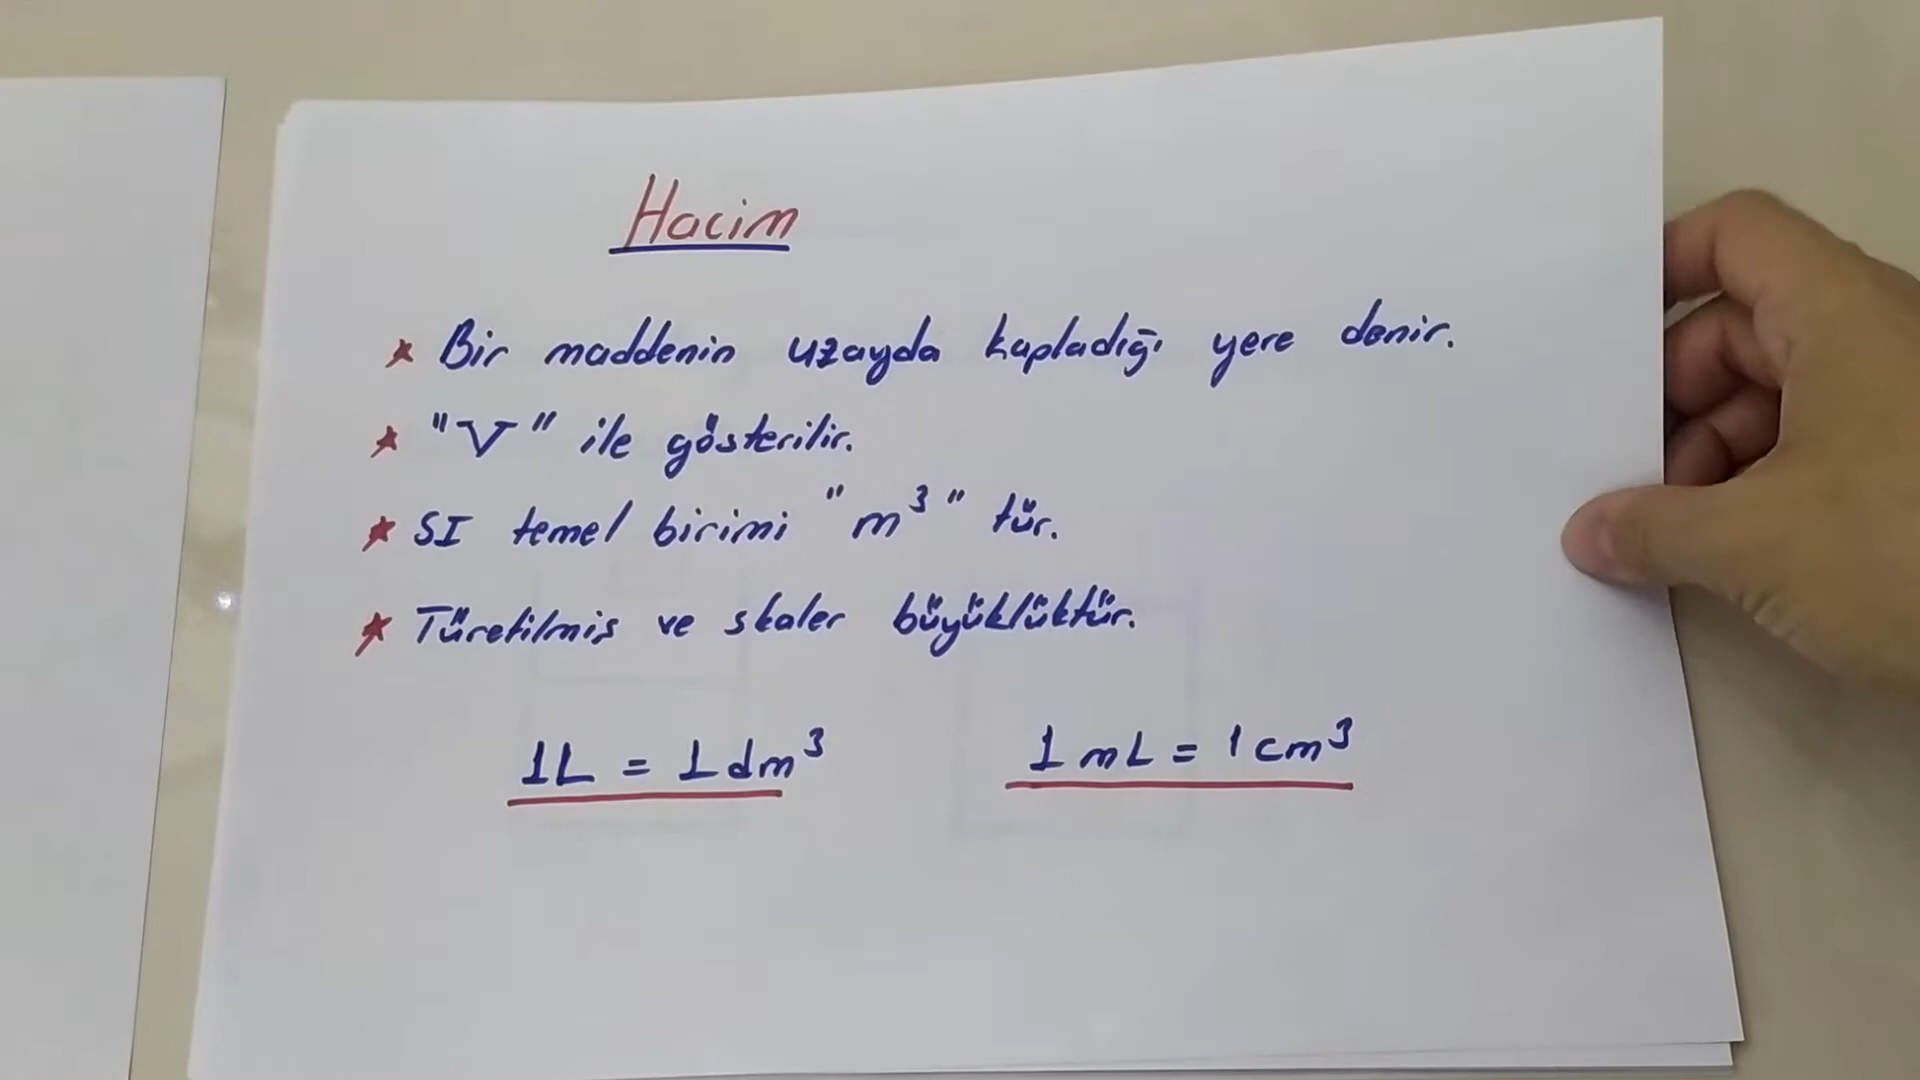 Hacim
* Bir maddenin uzayda kapladığı yere denir.
* "V" ile gösterilir.
* SI temel birimi "m³" tür.
* Türetilmiş ve skaler büyüklüktür.
1L = 1dm³
1mL = 1cm³